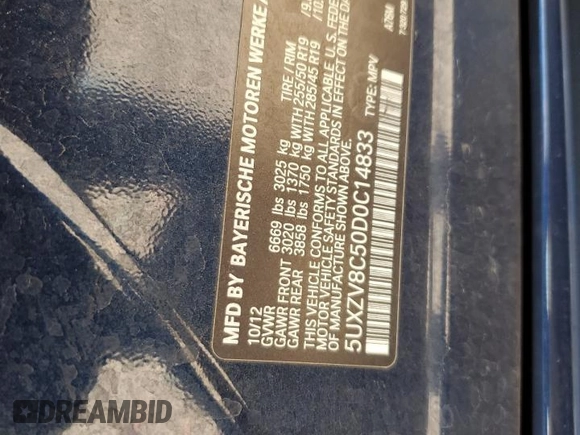 MFD BY BAYERISCHE MOTOREN WERKE
10/12
GVWR 6669 lbs 3025 kg TIRE / RIM
GAWR FRONT 3020 lbs 1370 kg WITH 255/50 R19
GAWR REAR 3858 lbs 1750 kg WITH 285/45 R19
THIS VEHICLE CONFORMS TO ALL APPLICABLE U.S. FEDE
MOTOR VEHICLE SAFETY STANDARDS IN EFFECT ON THE DA
SHOWN ABOVE.
5UXZV8C50D0C14833 TYPE: MPV
A76M
DREAMBID